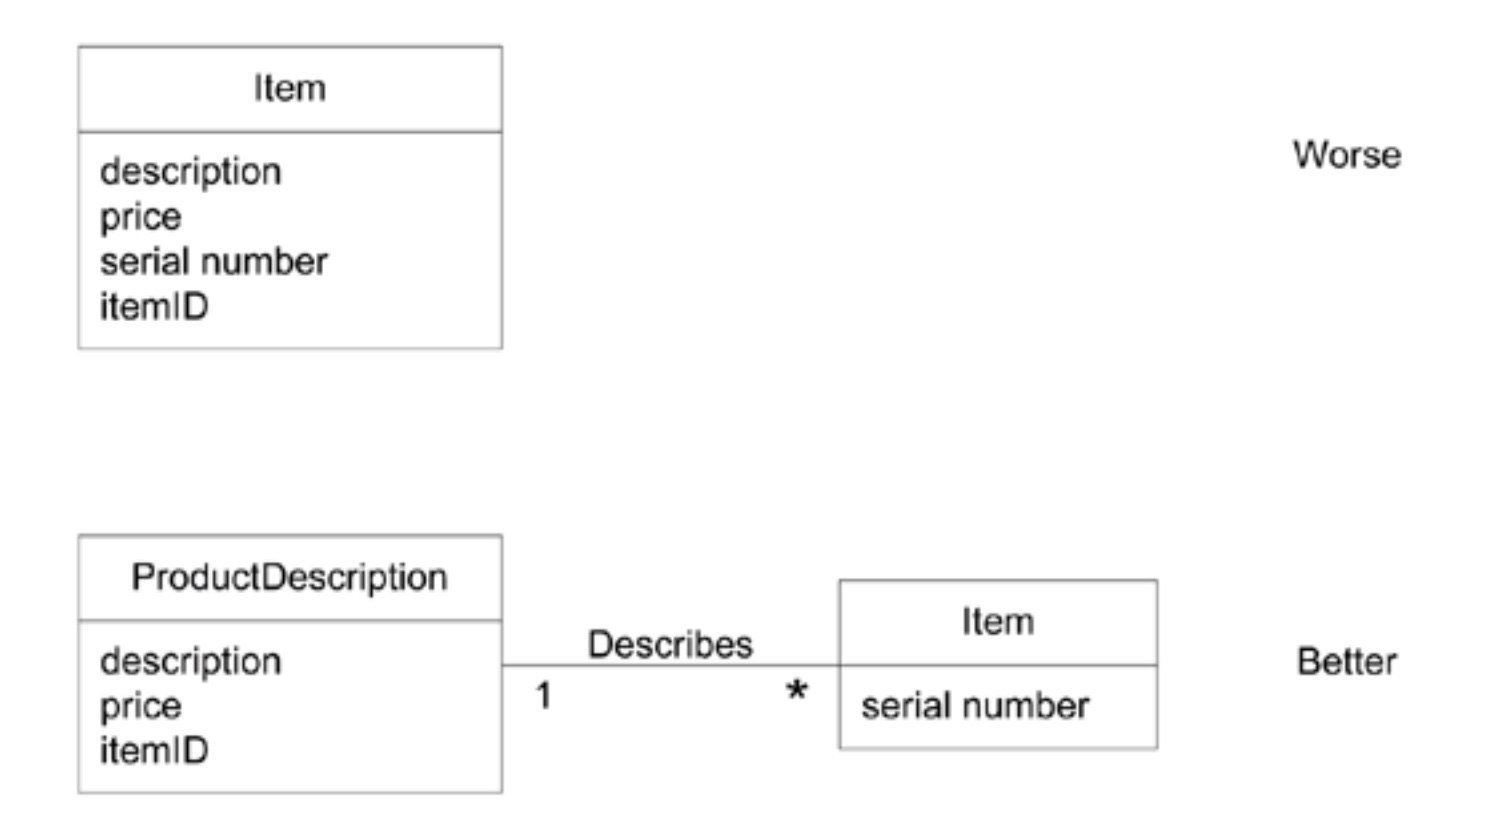 Item
description
price
serial number
itemID
Worse
ProductDescription
description
price
itemID
Describes
1
*
Item
serial number
Better